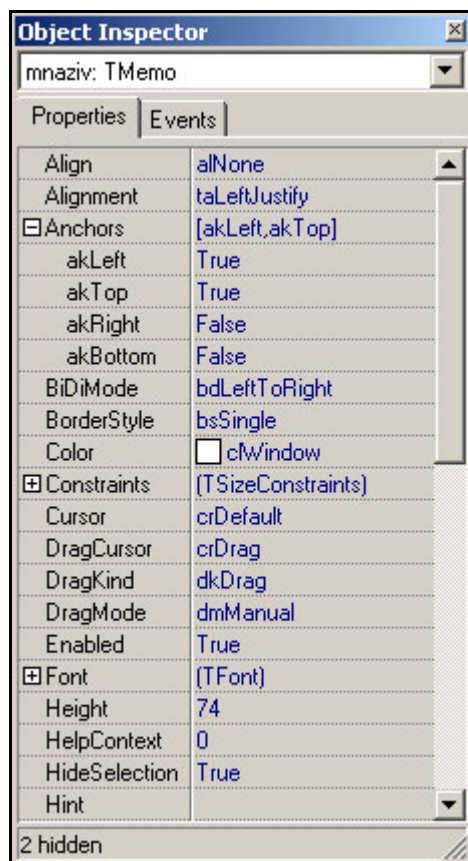 Object Inspector
mnaziv: TMemo
Properties Events
Align alNone
Alignment taLeftJustify
Anchors [akLeft,akTop]
akLeft True
akTop True
akRight False
akBottom False
BiDiMode bdLeftToRight
BorderStyle bsSingle
Color clWindow
Constraints (TSizeConstraints)
Cursor crDefault
DragCursor crDrag
DragKind dkDrag
DragMode dmManual
Enabled True
Font (TFont)
Height 74
HelpContext 0
HideSelection True
Hint
2 hidden